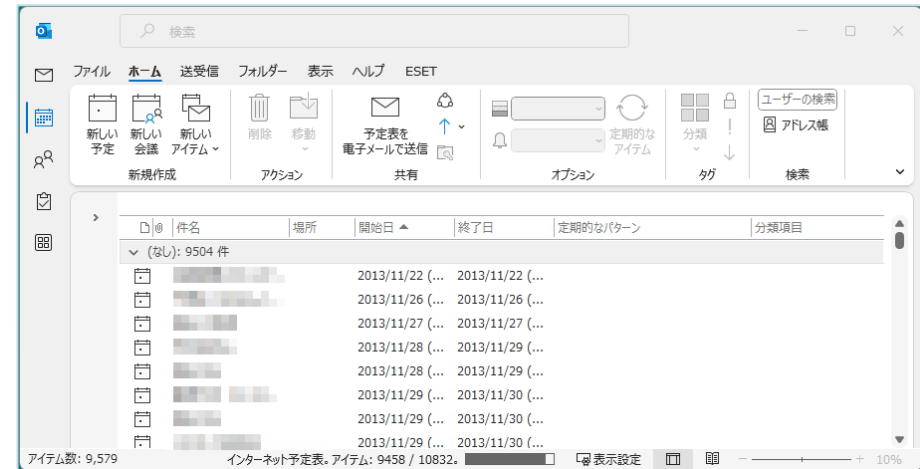 検索
ファイル ホーム 送受信 フォルダー 表示 ヘルプ ESET
新しい予定
新しい会議
新しいアイテム
削除
移動
予定表を電子メールで送信
定期的なアイテム
分類
ユーザーの検索
アドレス帳
新規作成 アクション 共有 オプション タグ 検索
件名 場所 開始日 終了日 定期的なパターン 分類項目
(なし): 9504 件
2013/11/22 (... 2013/11/22 (...
2013/11/26 (... 2013/11/26 (...
2013/11/27 (... 2013/11/27 (...
2013/11/28 (... 2013/11/29 (...
2013/11/28 (... 2013/11/29 (...
2013/11/29 (... 2013/11/30 (...
2013/11/29 (... 2013/11/30 (...
2013/11/29 (... 2013/11/30 (...
アイテム数: 9,579 インターネット予定表。アイテム: 9458 / 10832。 表示設定 10%